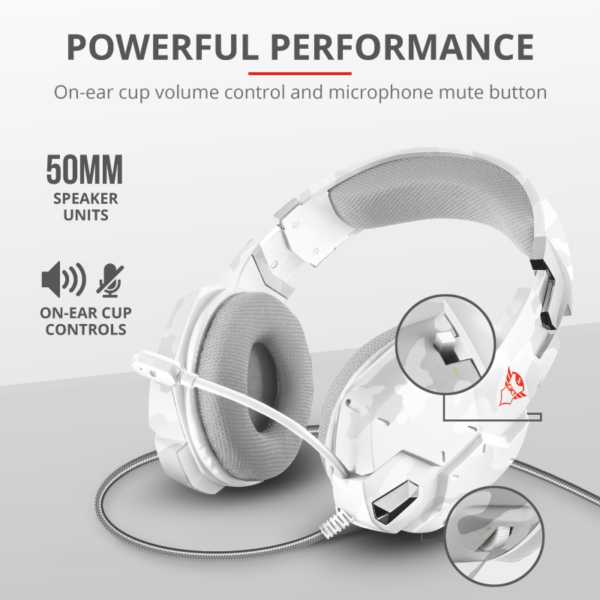 POWERFUL PERFORMANCE
On-ear cup volume control and microphone mute button
50MM
SPEAKER
UNITS
ON-EAR CUP
CONTROLS